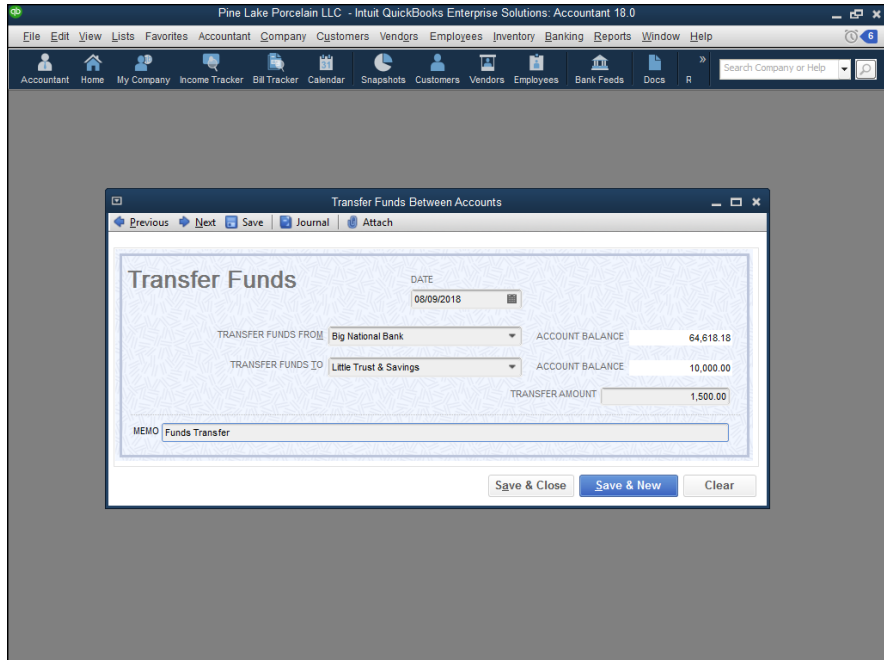 qb Pine Lake Porcelain LLC - Intuit QuickBooks Enterprise Solutions: Accountant 18.0
File Edit View Lists Favorites Accountant Company Customers Vendors Employees Inventory Banking Reports Window Help 6
Accountant Home My Company Income Tracker Bill Tracker Calendar Snapshots Customers Vendors Employees Bank Feeds Docs R » Search Company or Help
31
Transfer Funds Between Accounts
Previous Next Save Journal Attach
Transfer Funds
DATE
08/09/2018
TRANSFER FUNDS FROM Big National Bank ACCOUNT BALANCE 64,618.18
TRANSFER FUNDS TO Little Trust & Savings ACCOUNT BALANCE 10,000.00
TRANSFER AMOUNT 1,500.00
MEMO Funds Transfer
Save & Close Save & New Clear